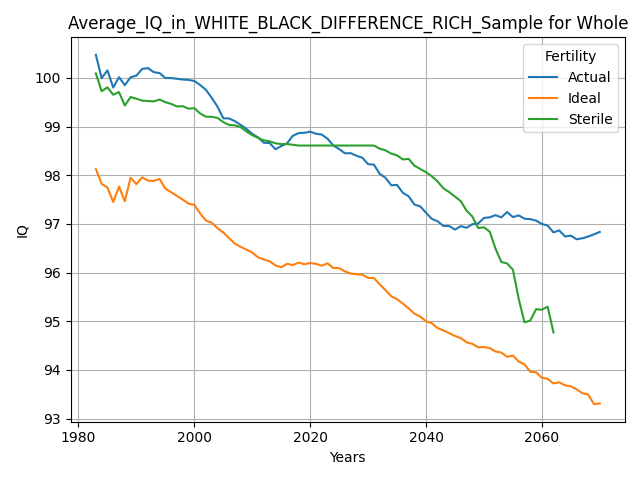 Average_IQ_in_WHITE_BLACK_DIFFERENCE_RICH_Sample for Whole
Fertility
Actual
Ideal
Sterile
IQ
100
99
98
97
96
95
94
93
1980 2000 2020 2040 2060
Years